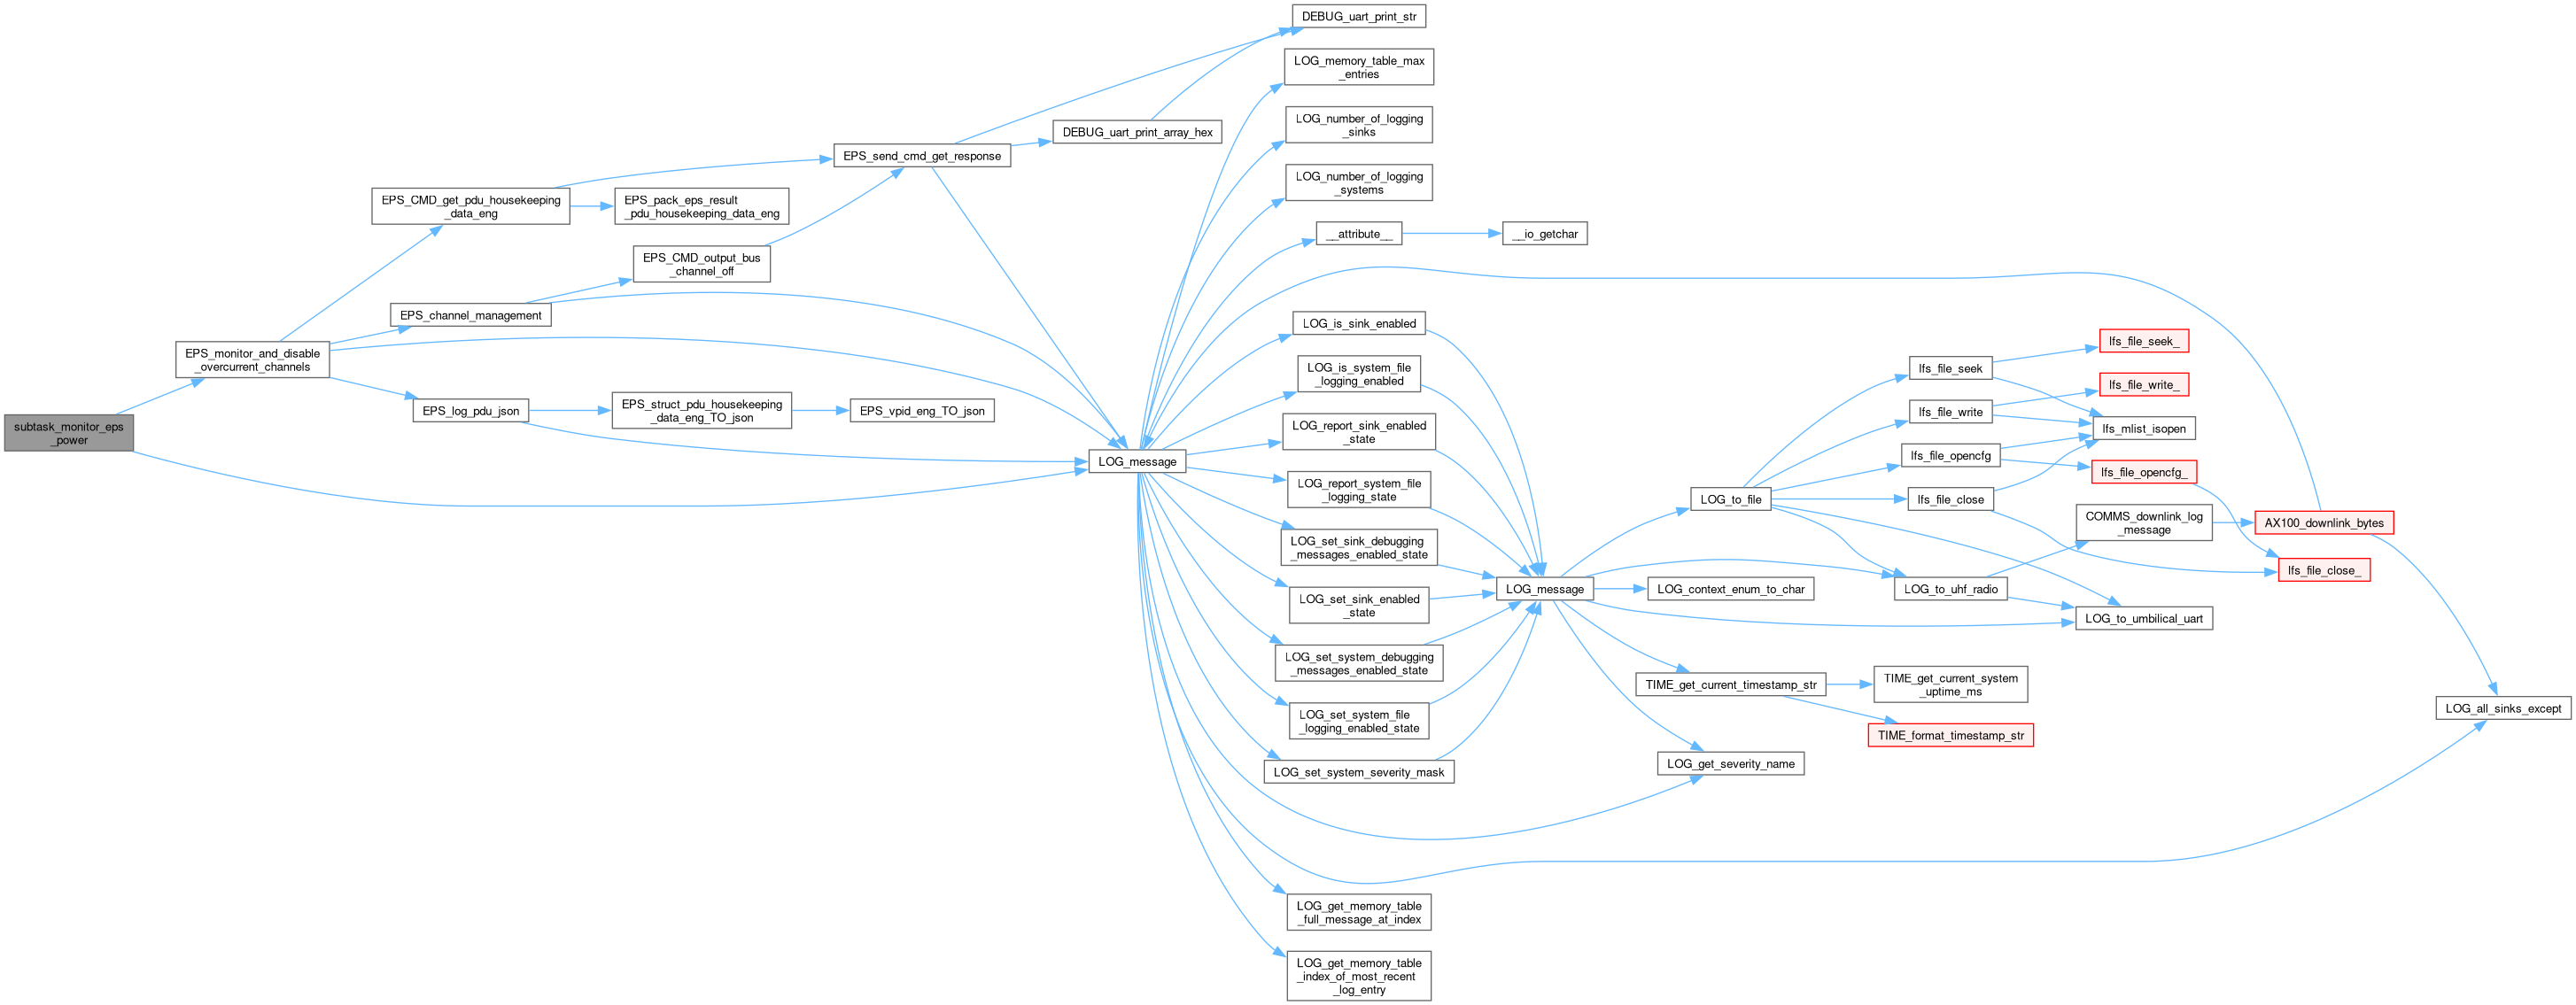 subtask_monitor_eps
_power
EPS_monitor_and_disable
_overcurrent_channels
EPS_CMD_get_pdu_housekeeping
_data_eng
EPS_channel_management
EPS_log_pdu_json
EPS_pack_eps_result
_pdu_housekeeping_data_eng
EPS_CMD_output_bus
_channel_off
EPS_struct_pdu_housekeeping
_data_eng_TO_json
EPS_send_cmd_get_response
EPS_vpid_eng_TO_json
DEBUG_uart_print_array_hex
LOG_message
DEBUG_uart_print_str
LOG_memory_table_max
_entries
LOG_number_of_logging
_sinks
LOG_number_of_logging
_systems
__attribute__
__io_getchar
LOG_is_sink_enabled
LOG_is_system_file
_logging_enabled
LOG_report_sink_enabled
_state
LOG_report_system_file
_logging_state
LOG_set_sink_debugging
_messages_enabled_state
LOG_set_sink_enabled
_state
LOG_set_system_debugging
_messages_enabled_state
LOG_set_system_file
_logging_enabled_state
LOG_set_system_severity_mask
LOG_get_memory_table
_full_message_at_index
LOG_get_memory_table
_index_of_most_recent
_log_entry
LOG_message
LOG_to_file
LOG_context_enum_to_char
TIME_get_current_timestamp_str
LOG_get_severity_name
lfs_file_seek
lfs_file_write
lfs_file_opencfg
lfs_file_close
LOG_to_uhf_radio
TIME_get_current_system
_uptime_ms
TIME_format_timestamp_str
lfs_file_seek_
lfs_file_write_
lfs_mlist_isopen
lfs_file_opencfg_
COMMS_downlink_log
_message
LOG_to_umbilical_uart
AX100_downlink_bytes
lfs_file_close_
LOG_all_sinks_except